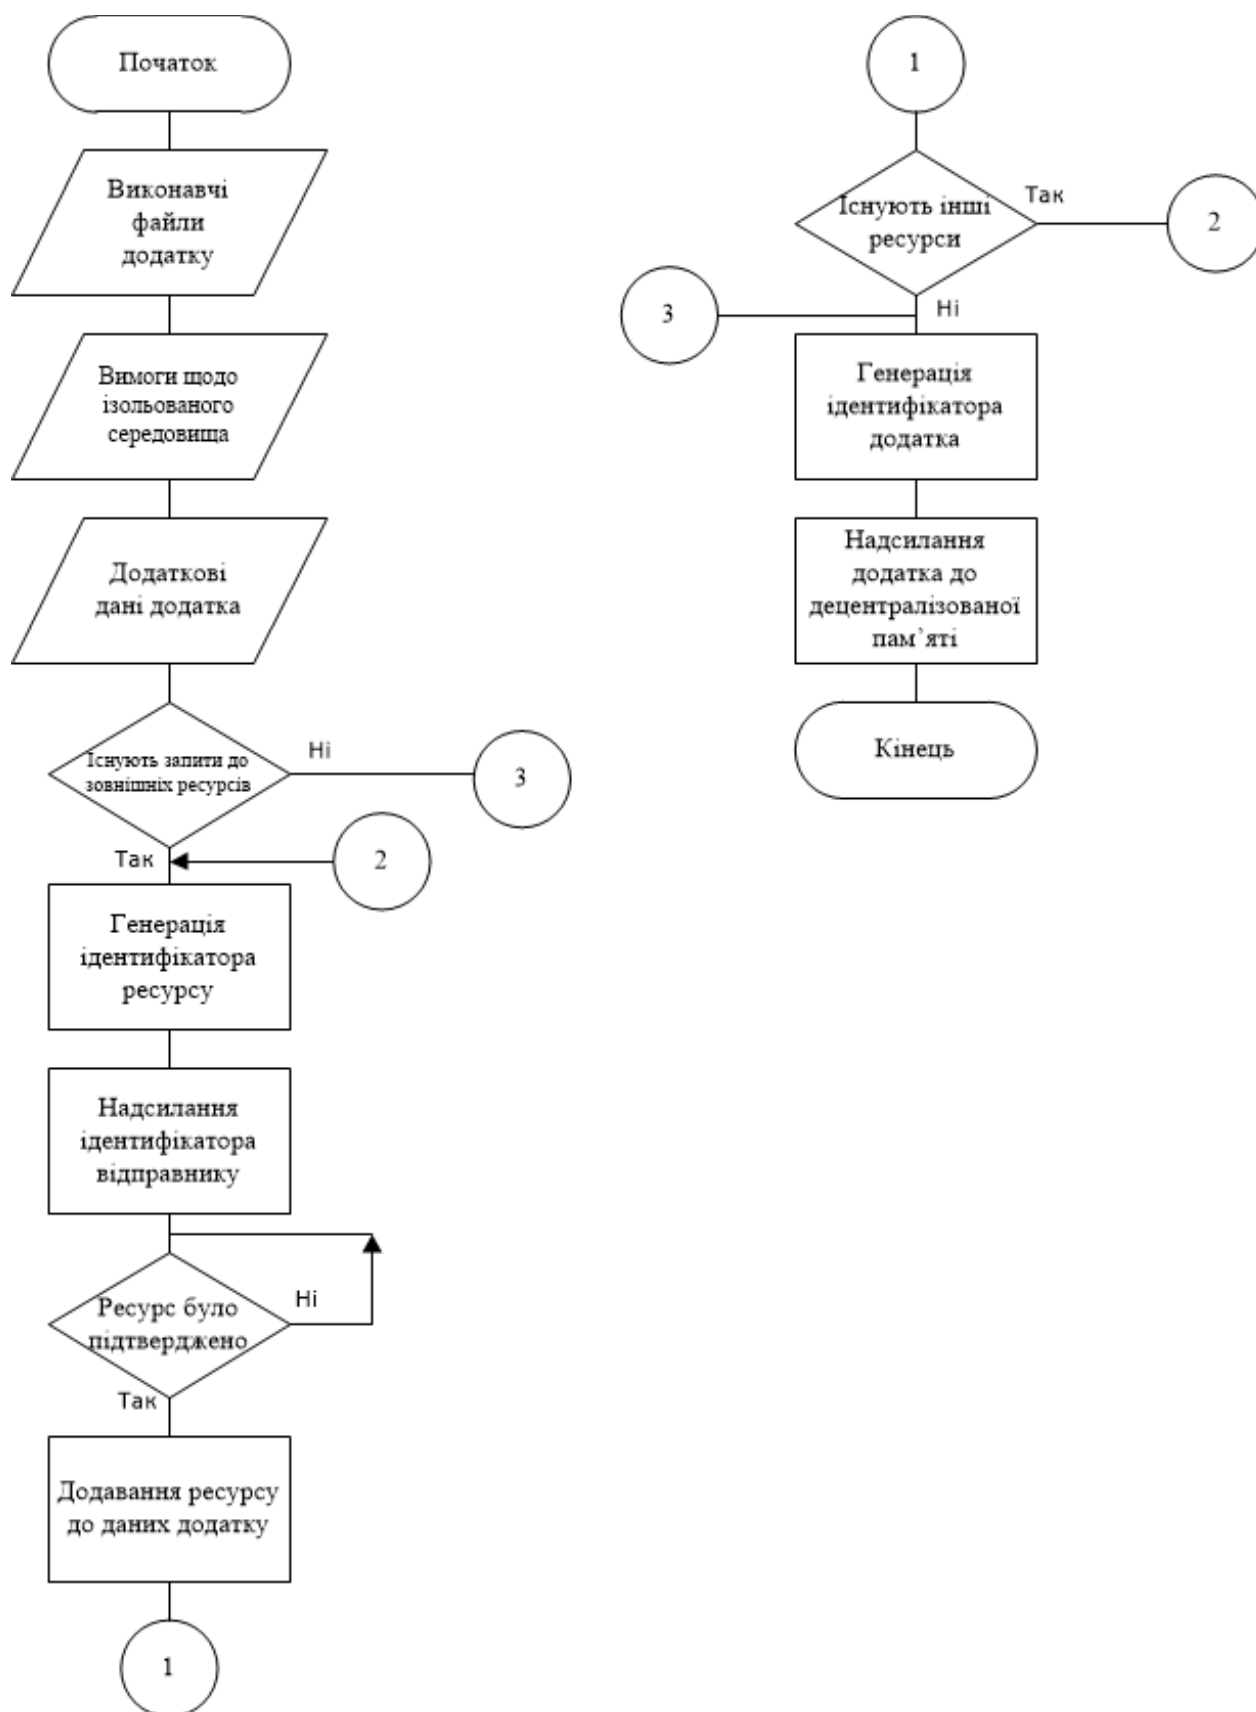 Початок
Виконавчі
файли
додатку
Вимоги щодо
ізольованого
середовища
Додаткові
дані додатка
Існують запити до
зовнішніх ресурсів
Ні
3
Так
2
Генерація
ідентифікатора
ресурсу
Надсилання
ідентифікатора
відправнику
Ресурс було
підтверджено
Ні
Так
Додавання ресурсу
до даних додатку
1
1
Існують інші
ресурси
Так
2
Ні
3
Генерація
ідентифікатора
додатка
Надсилання
додатка до
децентралізованої
пам’яті
Кінець